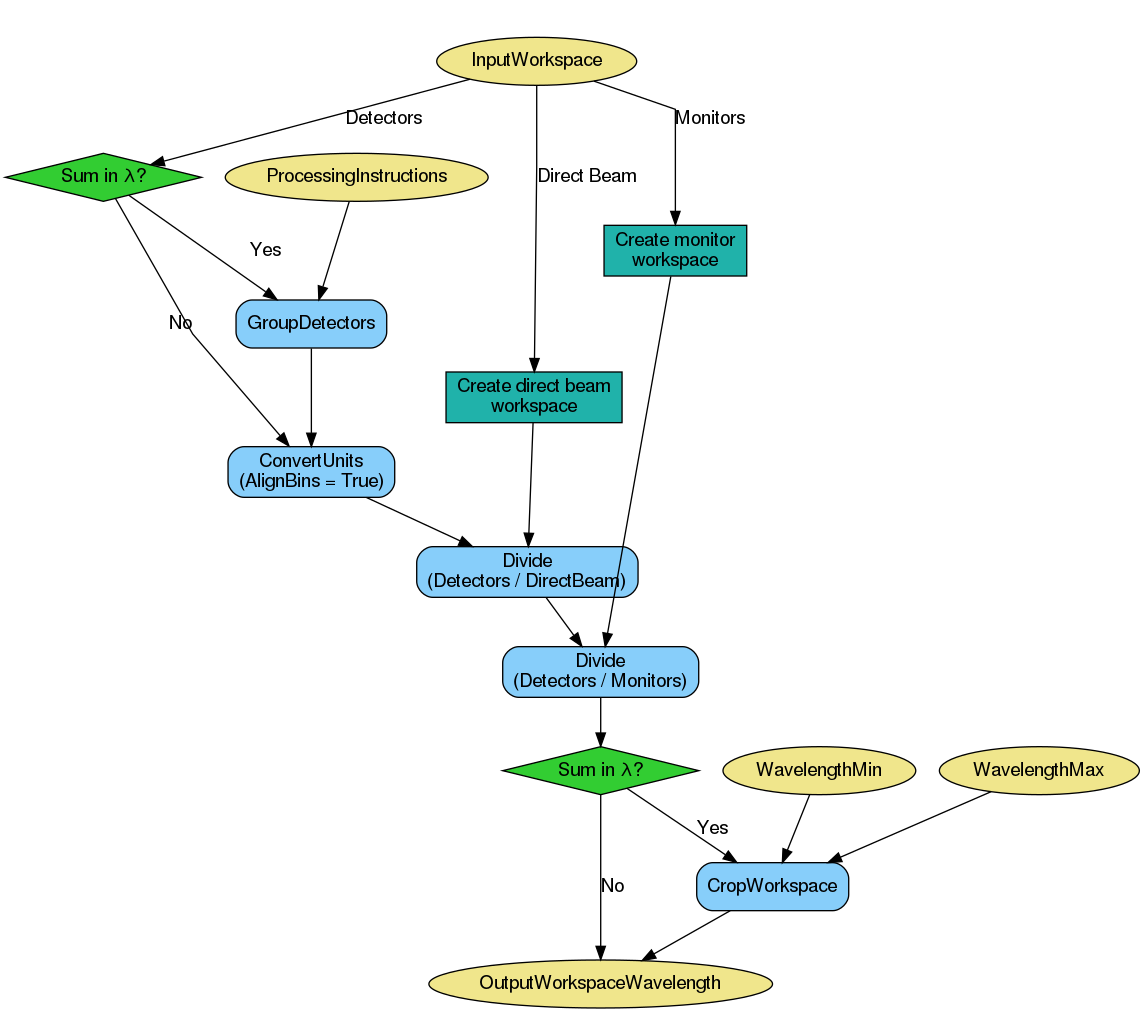 InputWorkspace
Detectors
Monitors
Sum in λ?
ProcessingInstructions
Direct Beam
Create monitor
workspace
Yes
No
GroupDetectors
Create direct beam
workspace
ConvertUnits
(AlignBins = True)
Divide
(Detectors / DirectBeam)
Divide
(Detectors / Monitors)
Sum in λ?
WavelengthMin
WavelengthMax
Yes
No
CropWorkspace
OutputWorkspaceWavelength